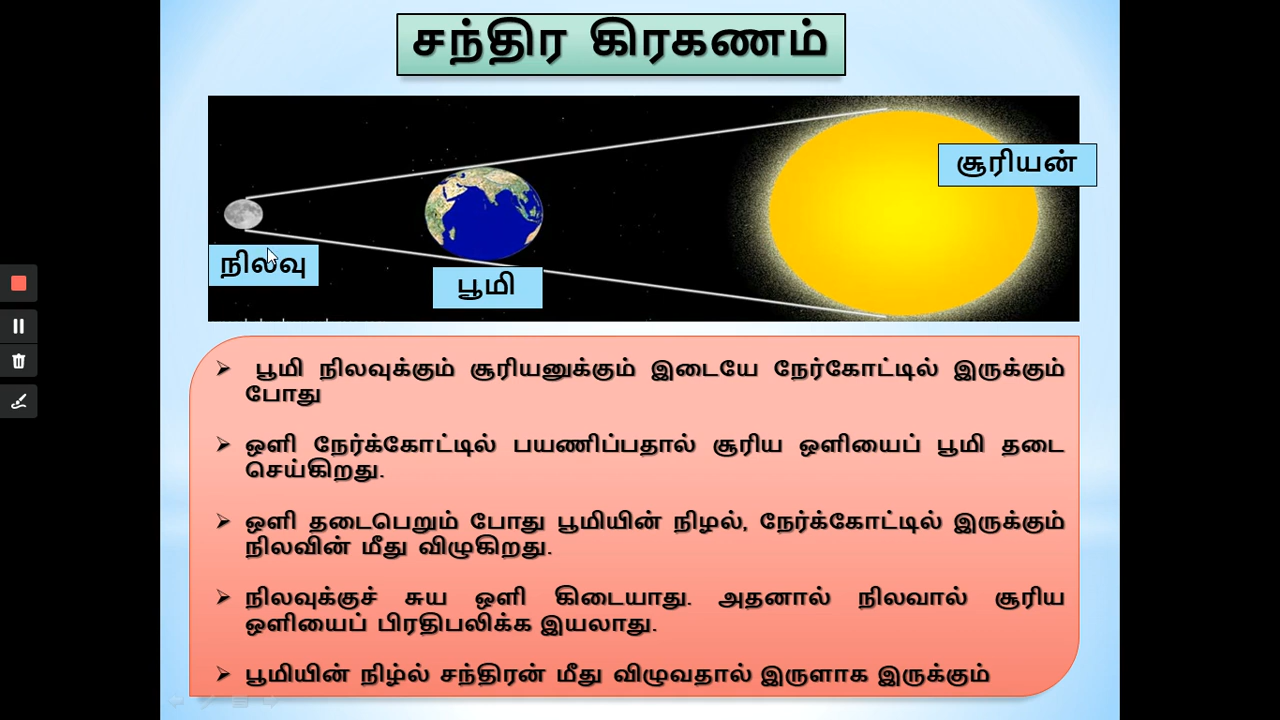 சந்திர கிரகணம்
சூரியன்
நிலவு
பூமி
➢ பூமி நிலவுக்கும் சூரியனுக்கும் இடையே நேர்கோட்டில் இருக்கும்
போது
➢ ஒளி நேர்க்கோட்டில் பயணிப்பதால் சூரிய ஒளியைப் பூமி தடை
செய்கிறது.
➢ ஒளி தடைபெறும் போது பூமியின் நிழல், நேர்க்கோட்டில் இருக்கும்
நிலவின் மீது விழுகிறது.
➢ நிலவுக்குச் சுய ஒளி கிடையாது. அதனால் நிலவால் சூரிய
ஒளியைப் பிரதிபலிக்க இயலாது.
➢ பூமியின் நிழ்ல் சந்திரன் மீது விழுவதால் இருளாக இருக்கும்